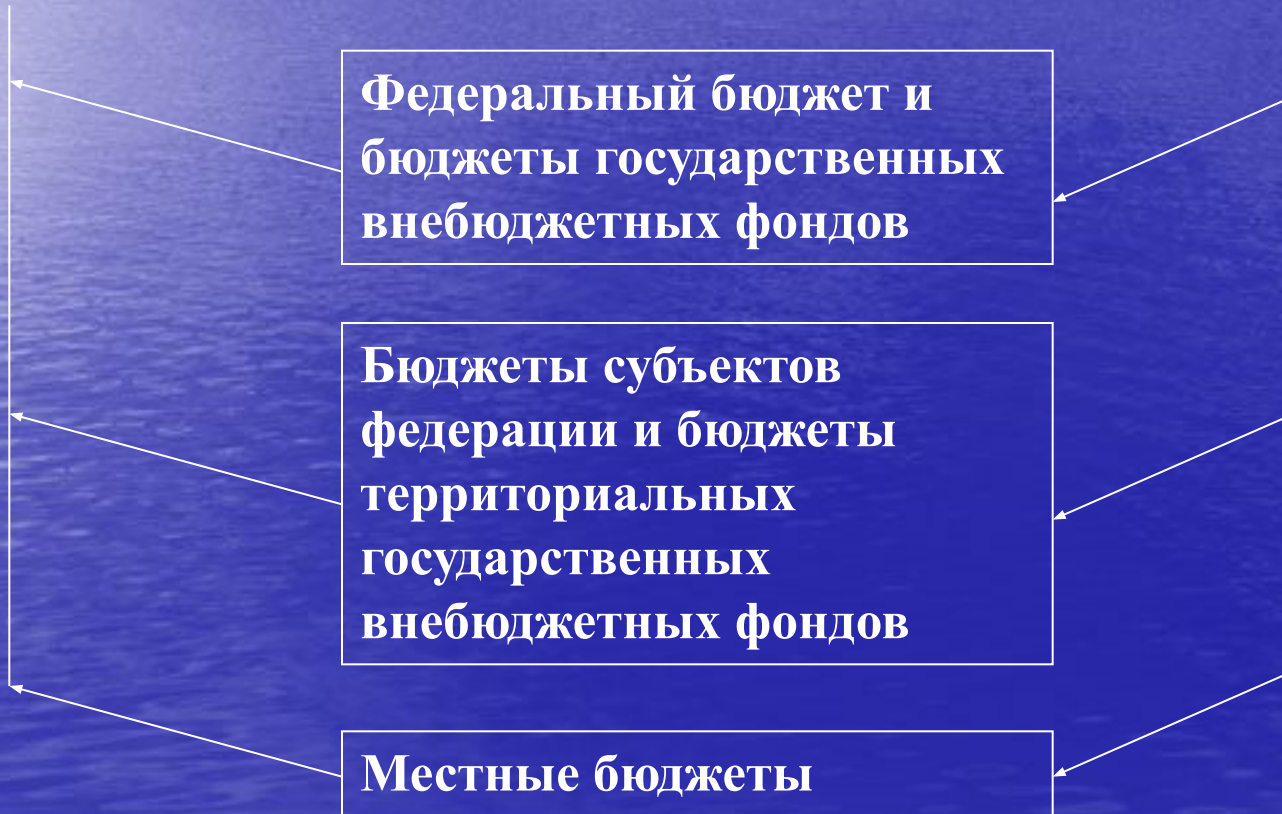 Федеральный бюджет и
бюджеты государственных
внебюджетных фондов
Бюджеты субъектов
федерации и бюджеты
территориальных
государственных
внебюджетных фондов
Местные бюджеты